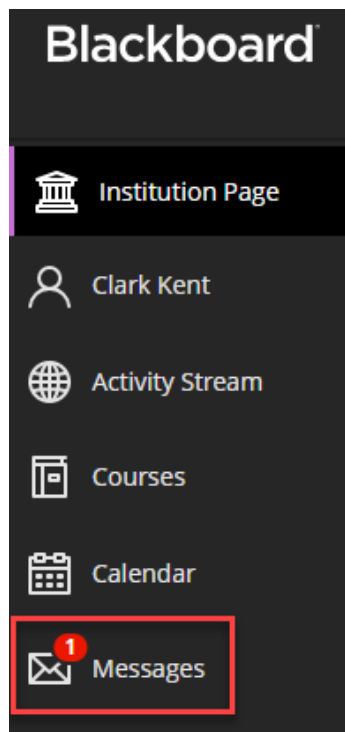 Blackboard
Institution Page
Clark Kent
Activity Stream
Courses
Calendar
1
Messages